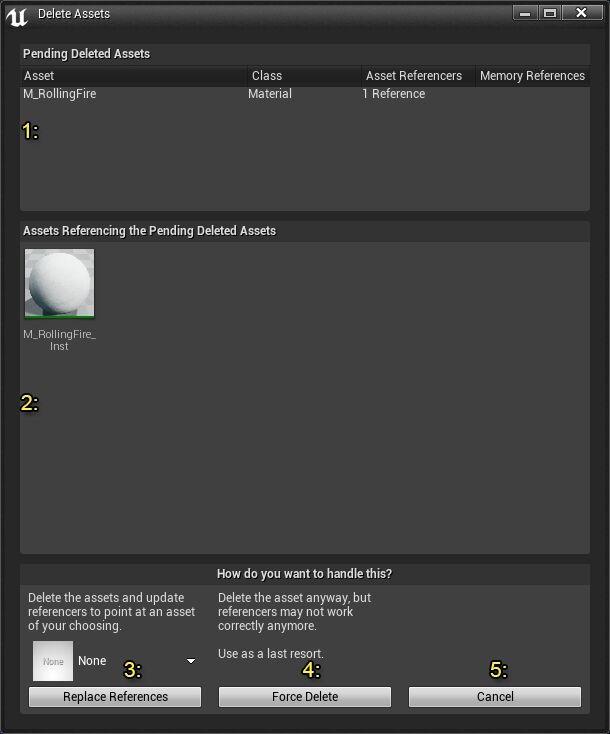 Delete Assets
Pending Deleted Assets
Asset Class Asset Referencers Memory References
M_RollingFire Material 1 Reference
1:
Assets Referencing the Pending Deleted Assets
M_RollingFire_
Inst
2:
How do you want to handle this?
Delete the assets and update
referencers to point at an asset
of your choosing.
None
None
3:
Replace References
Delete the asset anyway, but
referencers may not work
correctly anymore.
Use as a last resort.
4:
Force Delete
5:
Cancel